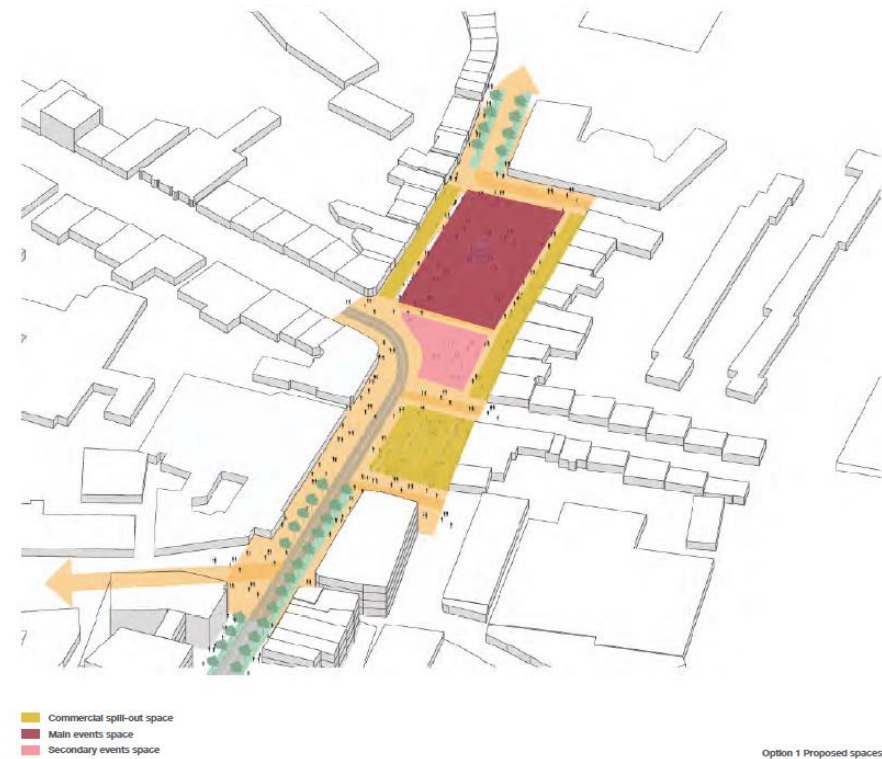 Commercial spill-out space
Main events space
Secondary events space
Option 1 Proposed spaces